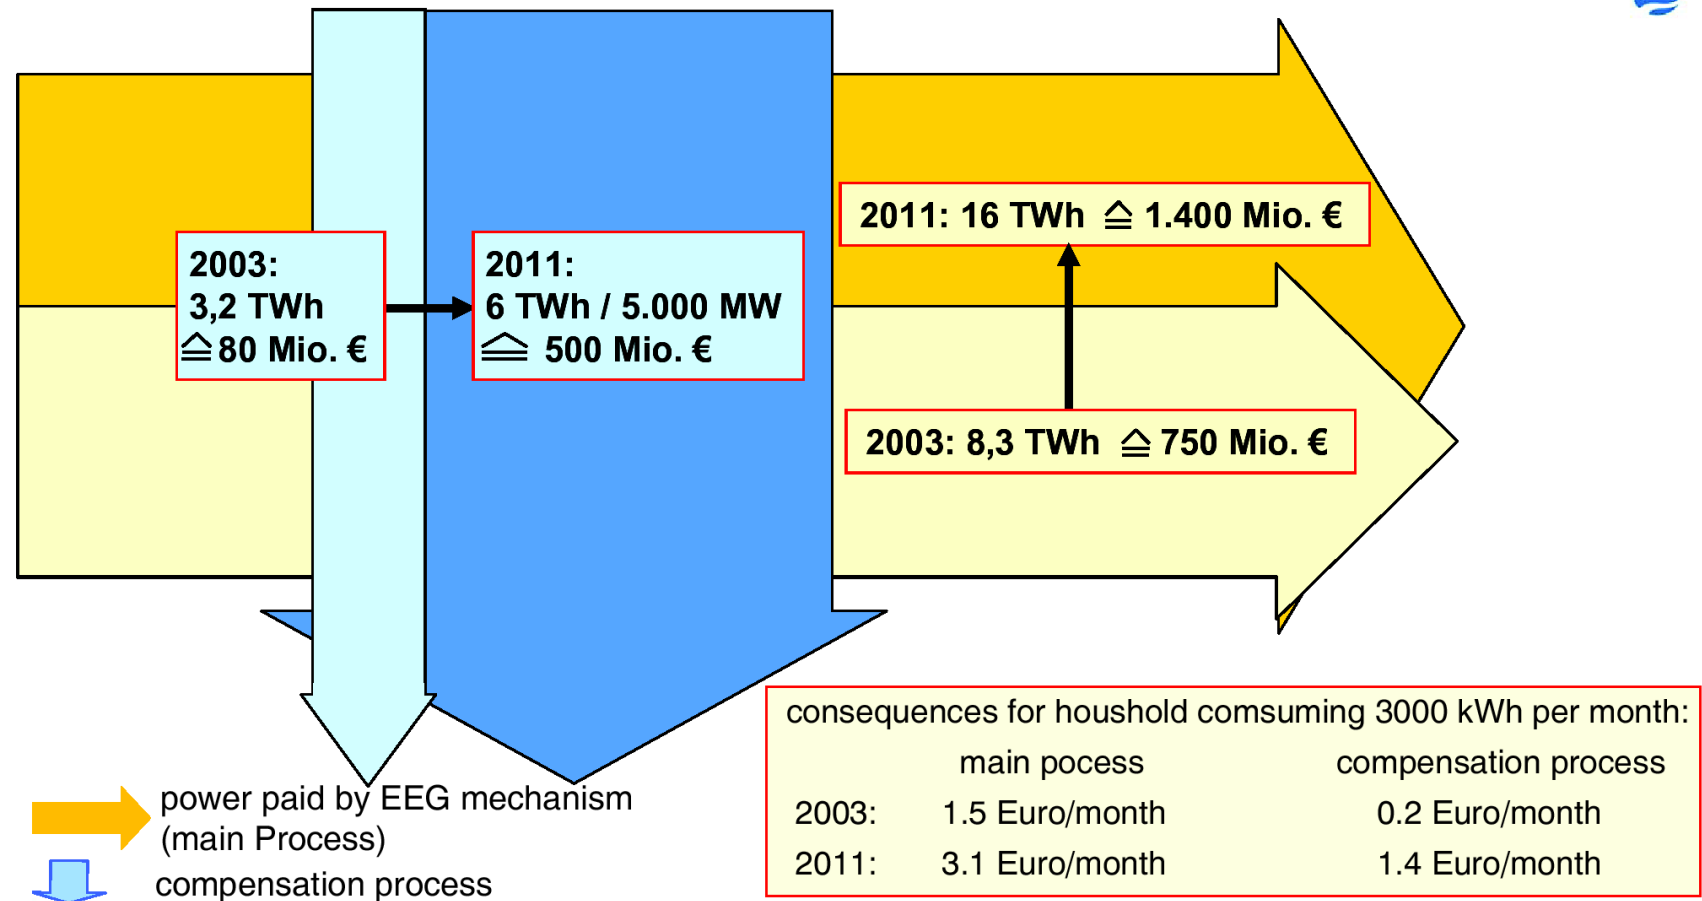 2011: 16 TWh ≙ 1.400 Mio. €
2003:
3,2 TWh
≙ 80 Mio. €
2011:
6 TWh / 5.000 MW
≙ 500 Mio. €
2003: 8,3 TWh ≙ 750 Mio. €
consequences for houshold comsuming 3000 kWh per month:
main pocess compensation process
2003: 1.5 Euro/month 0.2 Euro/month
2011: 3.1 Euro/month 1.4 Euro/month
power paid by EEG mechanism
(main Process)
compensation process